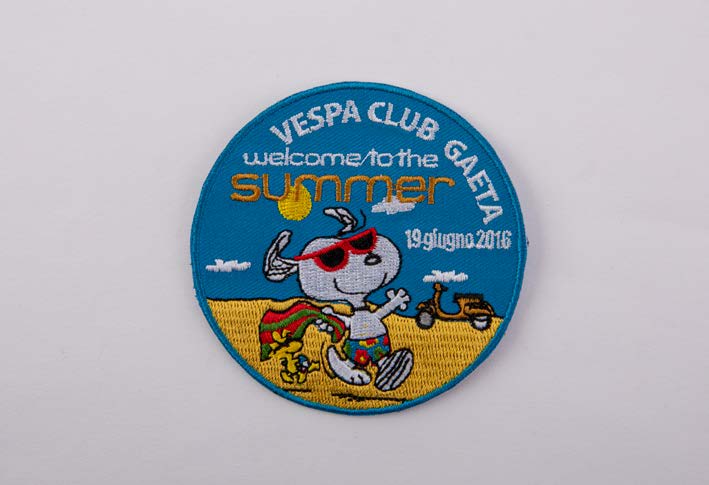 VESPA CLUB GAETA
welcome to the
summer
19 giugno 2016